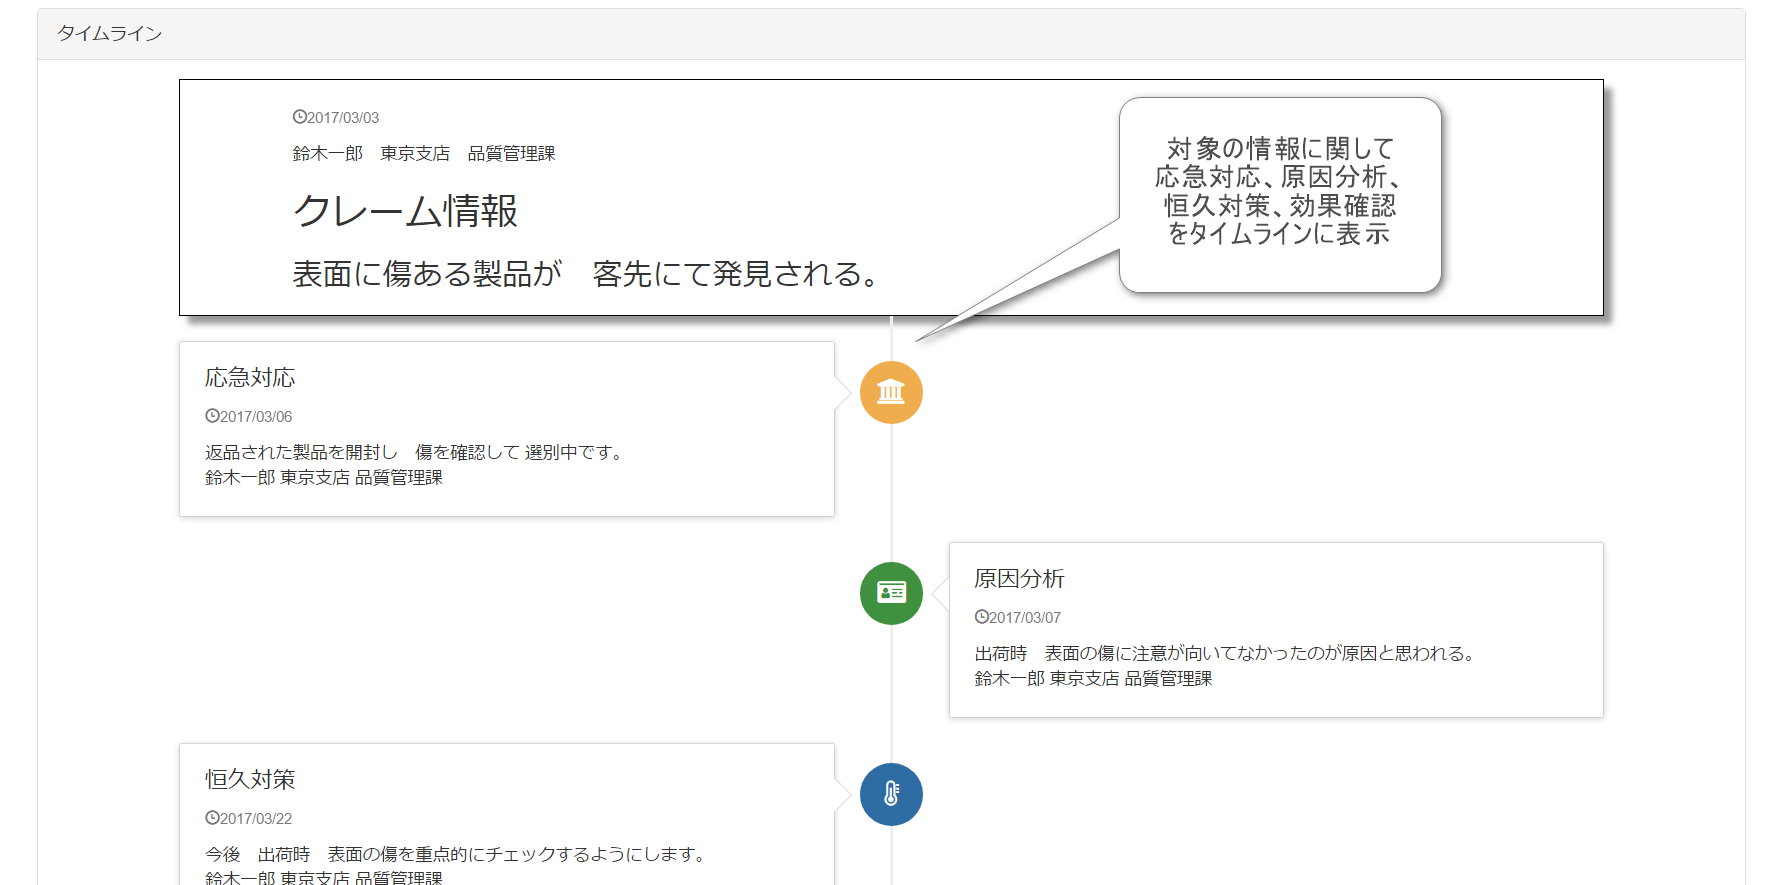 タイムライン
2017/03/03
鈴木一郎　東京支店　品質管理課
クレーム情報
表面に傷ある製品が　客先にて発見される。
対象の情報に関して
応急対応、原因分析、
恒久対策、効果確認
をタイムラインに表示
応急対応
2017/03/06
返品された製品を開封し　傷を確認して 選別中です。
鈴木一郎 東京支店 品質管理課
原因分析
2017/03/07
出荷時　表面の傷に注意が向いてなかったのが原因と思われる。
鈴木一郎 東京支店 品質管理課
恒久対策
2017/03/22
今後　出荷時　表面の傷を重点的にチェックするようにします。
鈴木一郎 東京支店 品質管理課